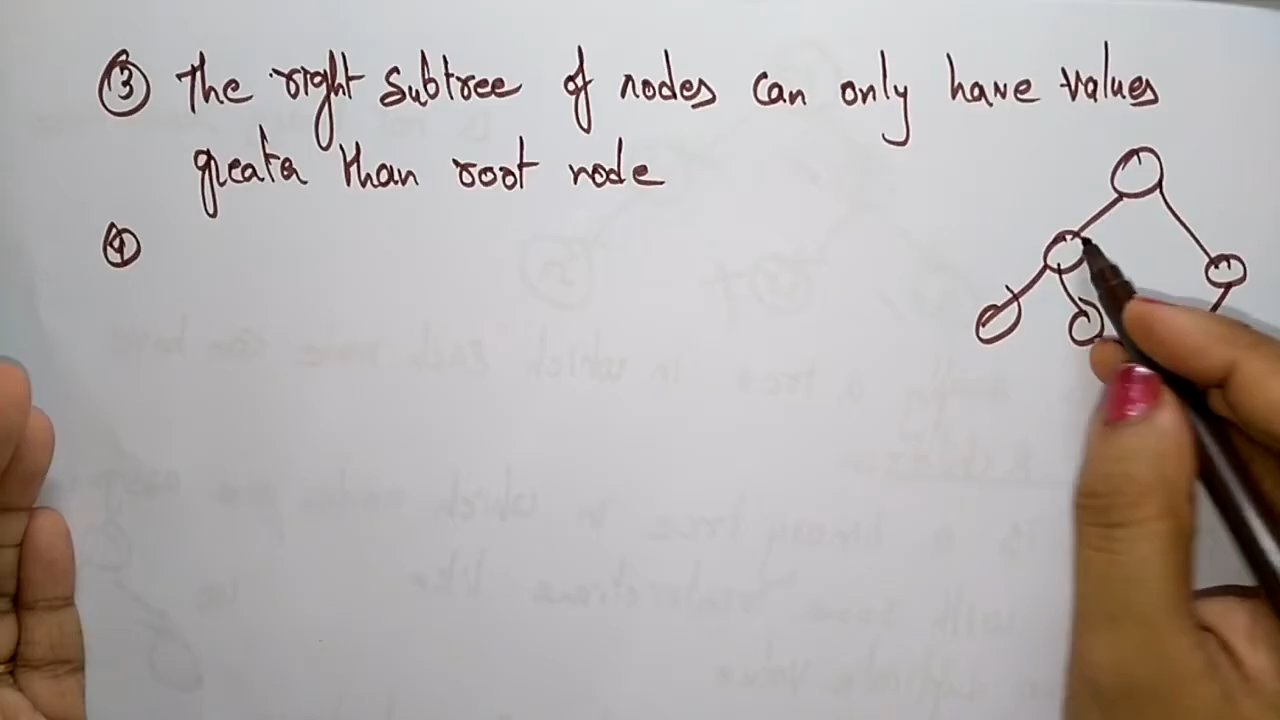 ③ The right subtree of nodes can only have values
greater than root node
④